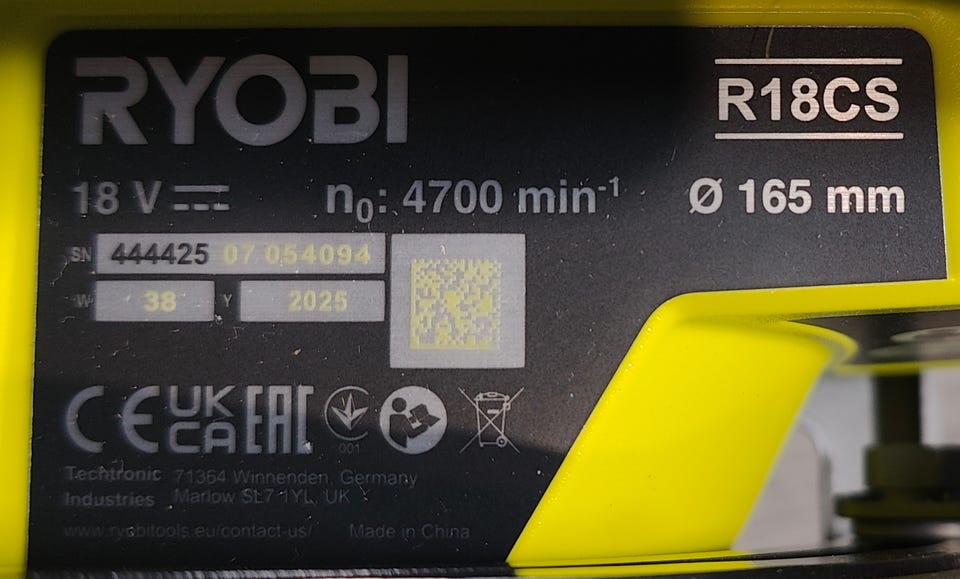 RYOBI
R18CS
18 V
n₀: 4700 min⁻¹
Ø 165 mm
SN 444425 07 054094
W 38 Y 2025
CE UK CA EAC 001
Techtronic Industries
71364 Winnenden, Germany
Marlow SL7 1YL, UK
www.ryobitools.eu/contact-us/ Made in China